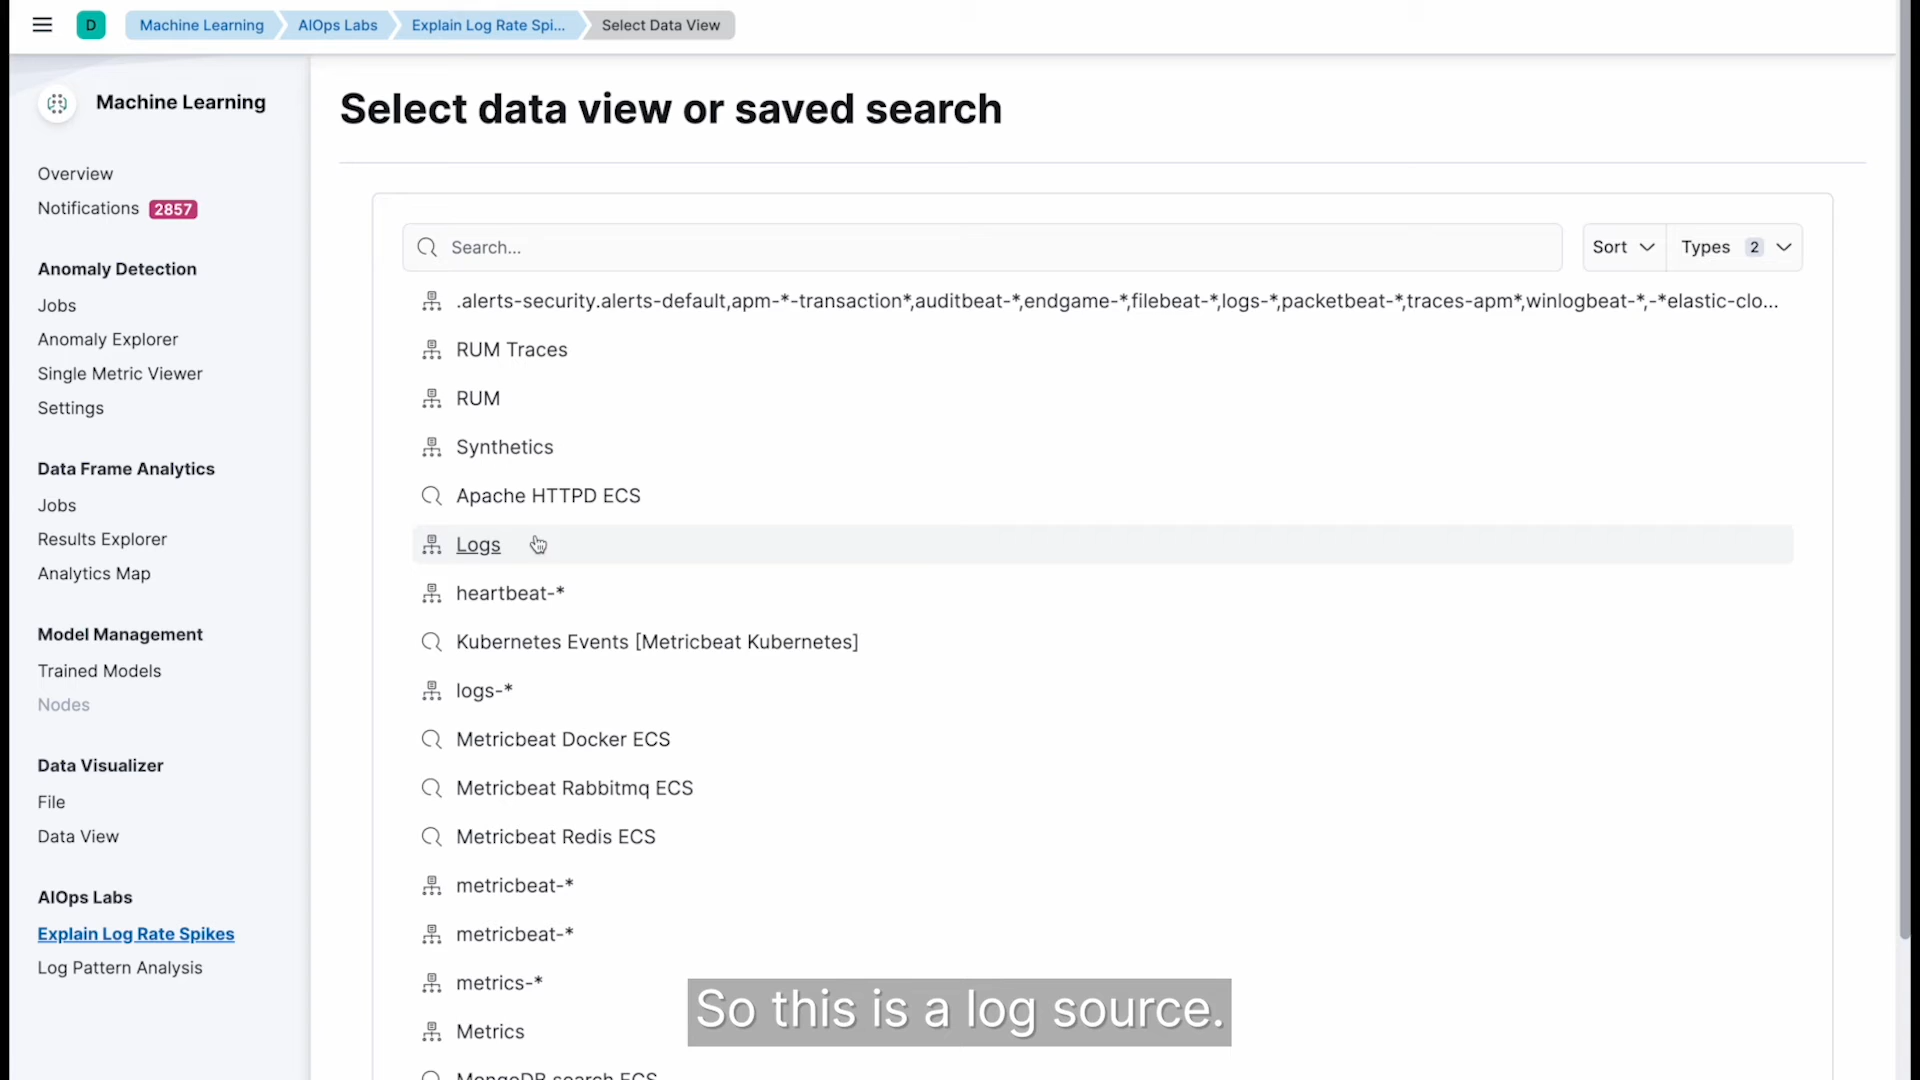 D
Machine Learning
AIOps Labs
Explain Log Rate Spi...
Select Data View
Machine Learning
Overview
Notifications 2857
Anomaly Detection
Jobs
Anomaly Explorer
Single Metric Viewer
Settings
Data Frame Analytics
Jobs
Results Explorer
Analytics Map
Model Management
Trained Models
Nodes
Data Visualizer
File
Data View
AIOps Labs
Explain Log Rate Spikes
Log Pattern Analysis
Select data view or saved search
Search...
Sort
Types 2
.alerts-security.alerts-default,apm-*-transaction*,auditbeat-*,endgame-*,filebeat-*,logs-*,packetbeat-*,traces-apm*,winlogbeat-*,-*elastic-clo...
RUM Traces
RUM
Synthetics
Apache HTTPD ECS
Logs
heartbeat-*
Kubernetes Events [Metricbeat Kubernetes]
logs-*
Metricbeat Docker ECS
Metricbeat Rabbitmq ECS
Metricbeat Redis ECS
metricbeat-*
metricbeat-*
metrics-*
Metrics
MongoDB search ECS
So this is a log source.